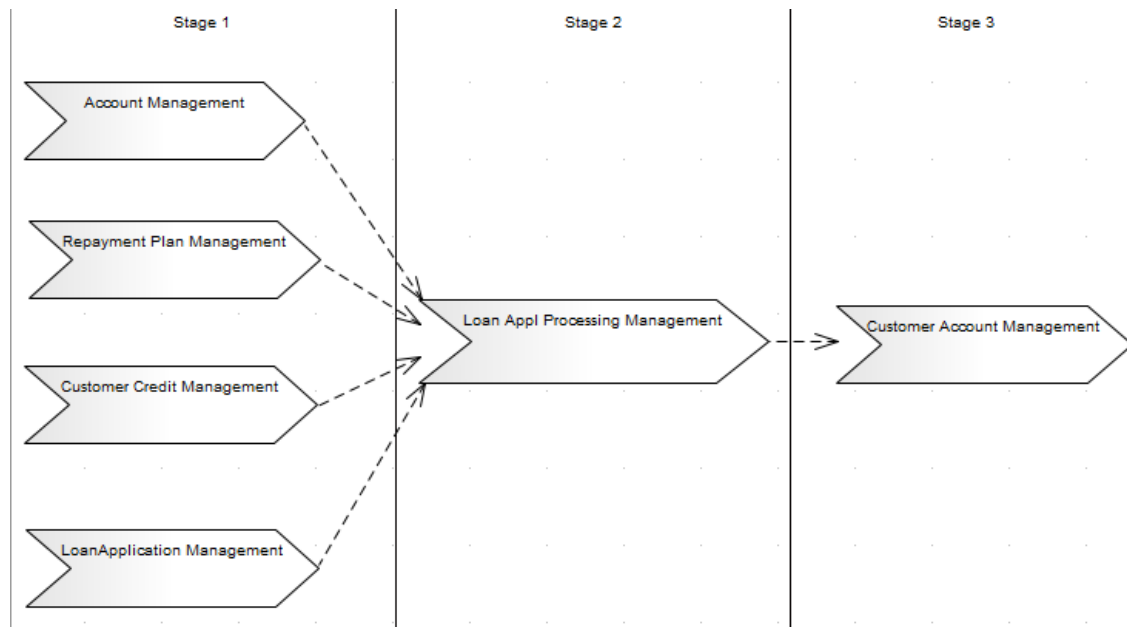 Stage 1
Stage 2
Stage 3
Account Management
Repayment Plan Management
Loan Appl Processing Management
Customer Account Management
Customer Credit Management
LoanApplication Management